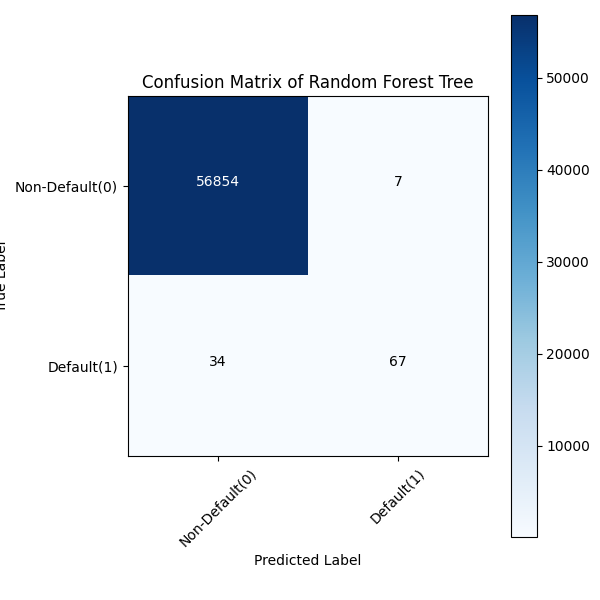 Confusion Matrix of Random Forest Tree
Non-Default(0)
Default(1)
56854
7
34
67
Non-Default(0)
Default(1)
Predicted Label
50000
40000
30000
20000
10000